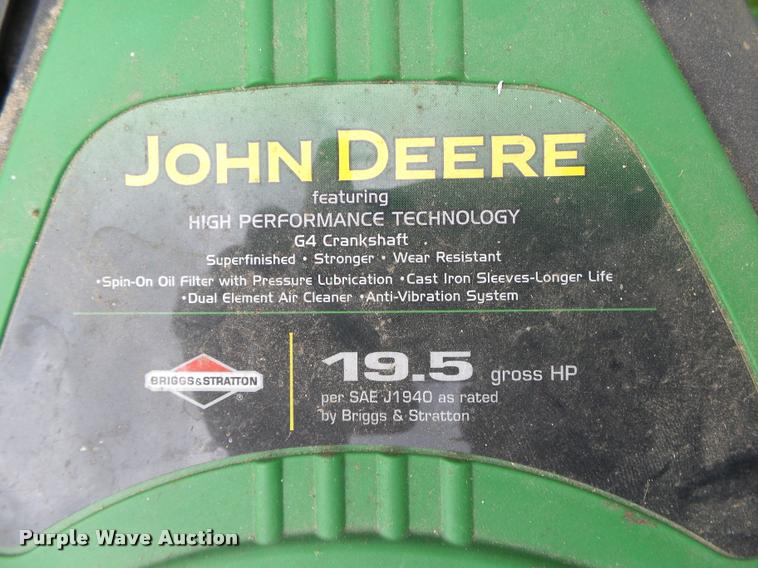 JOHN DEERE
featuring
HIGH PERFORMANCE TECHNOLOGY
G4 Crankshaft
Superfinished • Stronger • Wear Resistant
•Spin-On Oil Filter with Pressure Lubrication •Cast Iron Sleeves-Longer Life
•Dual Element Air Cleaner •Anti-Vibration System
BRIGGS&STRATTON
®
19.5 gross HP
per SAE J1940 as rated
by Briggs & Stratton
Purple Wave Auction